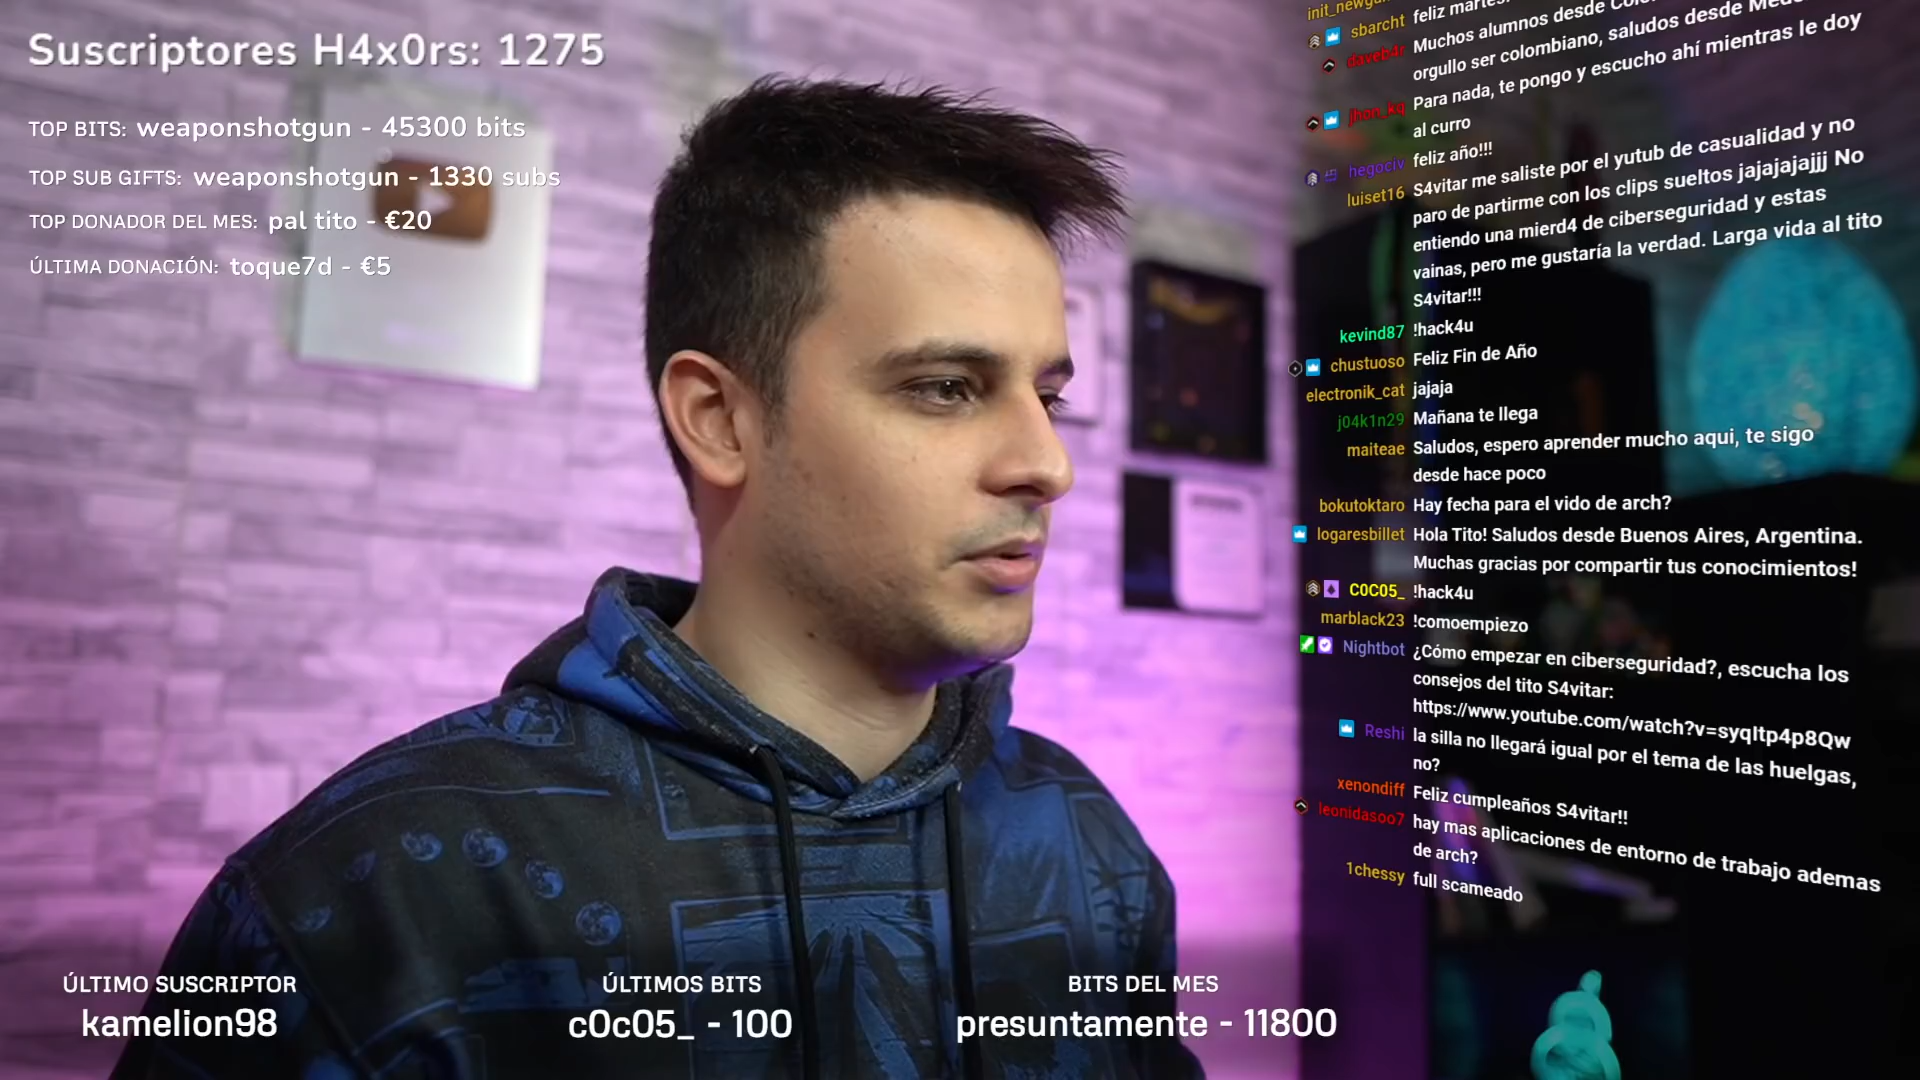 Suscriptores H4x0rs: 1275
TOP BITS: weaponshotgun - 45300 bits
TOP SUB GIFTS: weaponshotgun - 1330 subs
TOP DONADOR DEL MES: pal tito - €20
ÚLTIMA DONACIÓN: toque7d - €5
sbarcht feliz martes
daveb4r Muchos alumnos desde
orgullo ser colombiano, saludos desde
jhon_kq Para nada, te pongo y escucho ahí mientras le doy
al curro
hegociv feliz año!!!
luiset16 S4vitar me saliste por el yutub de casualidad y no
paro de partirme con los clips sueltos jajajajajjj No
entiendo una mierd4 de ciberseguridad y estas
vainas, pero me gustaría la verdad. Larga vida al tito
S4vitar!!!
kevind87 !hack4u
chustuoso Feliz Fin de Año
electronik_cat jajaja
j04k1n29 Mañana te llega
maiteae Saludos, espero aprender mucho aqui, te sigo
desde hace poco
bokutoktaro Hay fecha para el vido de arch?
logaresbillet Hola Tito! Saludos desde Buenos Aires, Argentina.
Muchas gracias por compartir tus conocimientos!
C0C05_ !hack4u
marblack23 !comoempiezo
Nightbot ¿Cómo empezar en ciberseguridad?, escucha los
consejos del tito S4vitar:
https://www.youtube.com/watch?v=syqItp4p8Qw
Reshi la silla no llegará igual por el tema de las huelgas,
no?
xenondiff Feliz cumpleaños S4vitar!!
leonidasoo7 hay mas aplicaciones de entorno de trabajo ademas
de arch?
1chessy full scameado
ÚLTIMO SUSCRIPTOR
kamelion98
ÚLTIMOS BITS
c0c05_ - 100
BITS DEL MES
presuntamente - 11800